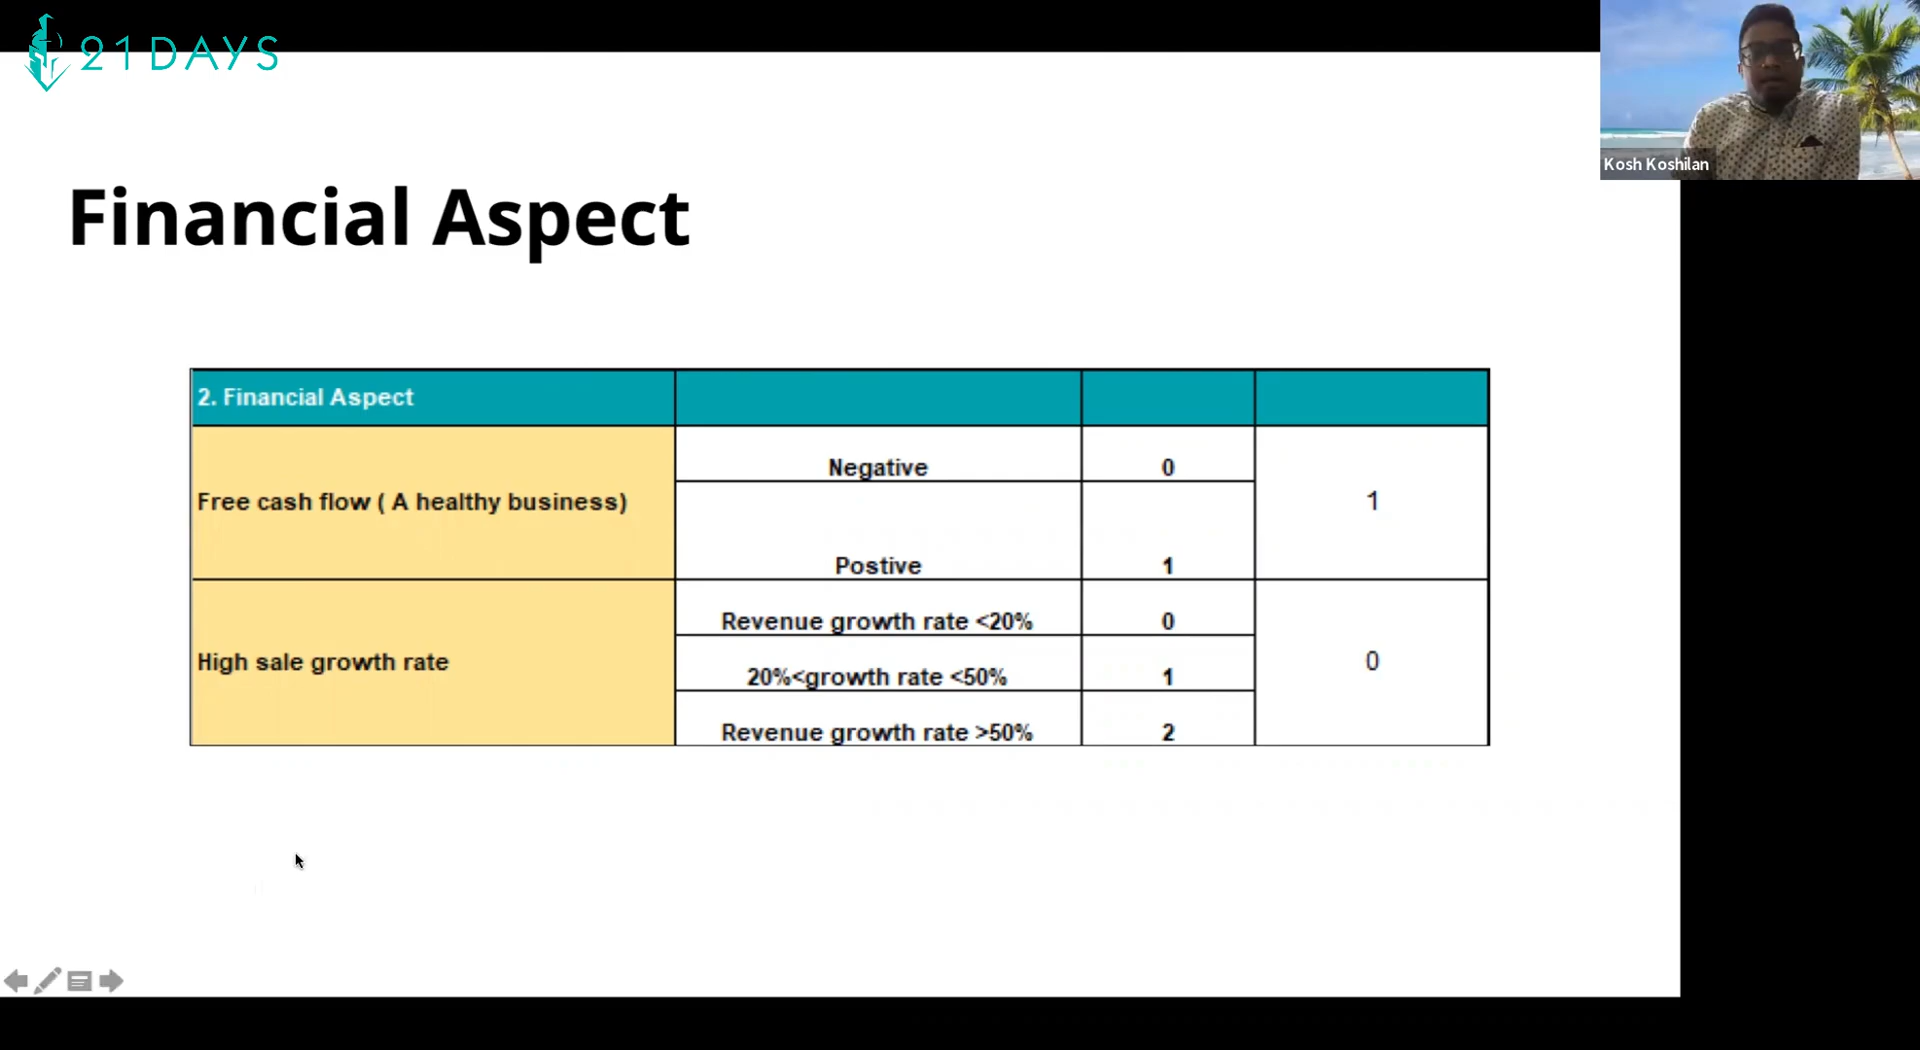 21DAYS
Kosh Koshilan
Financial Aspect
2. Financial Aspect
Free cash flow ( A healthy business)
Negative
0
1
Postive
1
High sale growth rate
Revenue growth rate <20%
0
0
20%<growth rate <50%
1
Revenue growth rate >50%
2